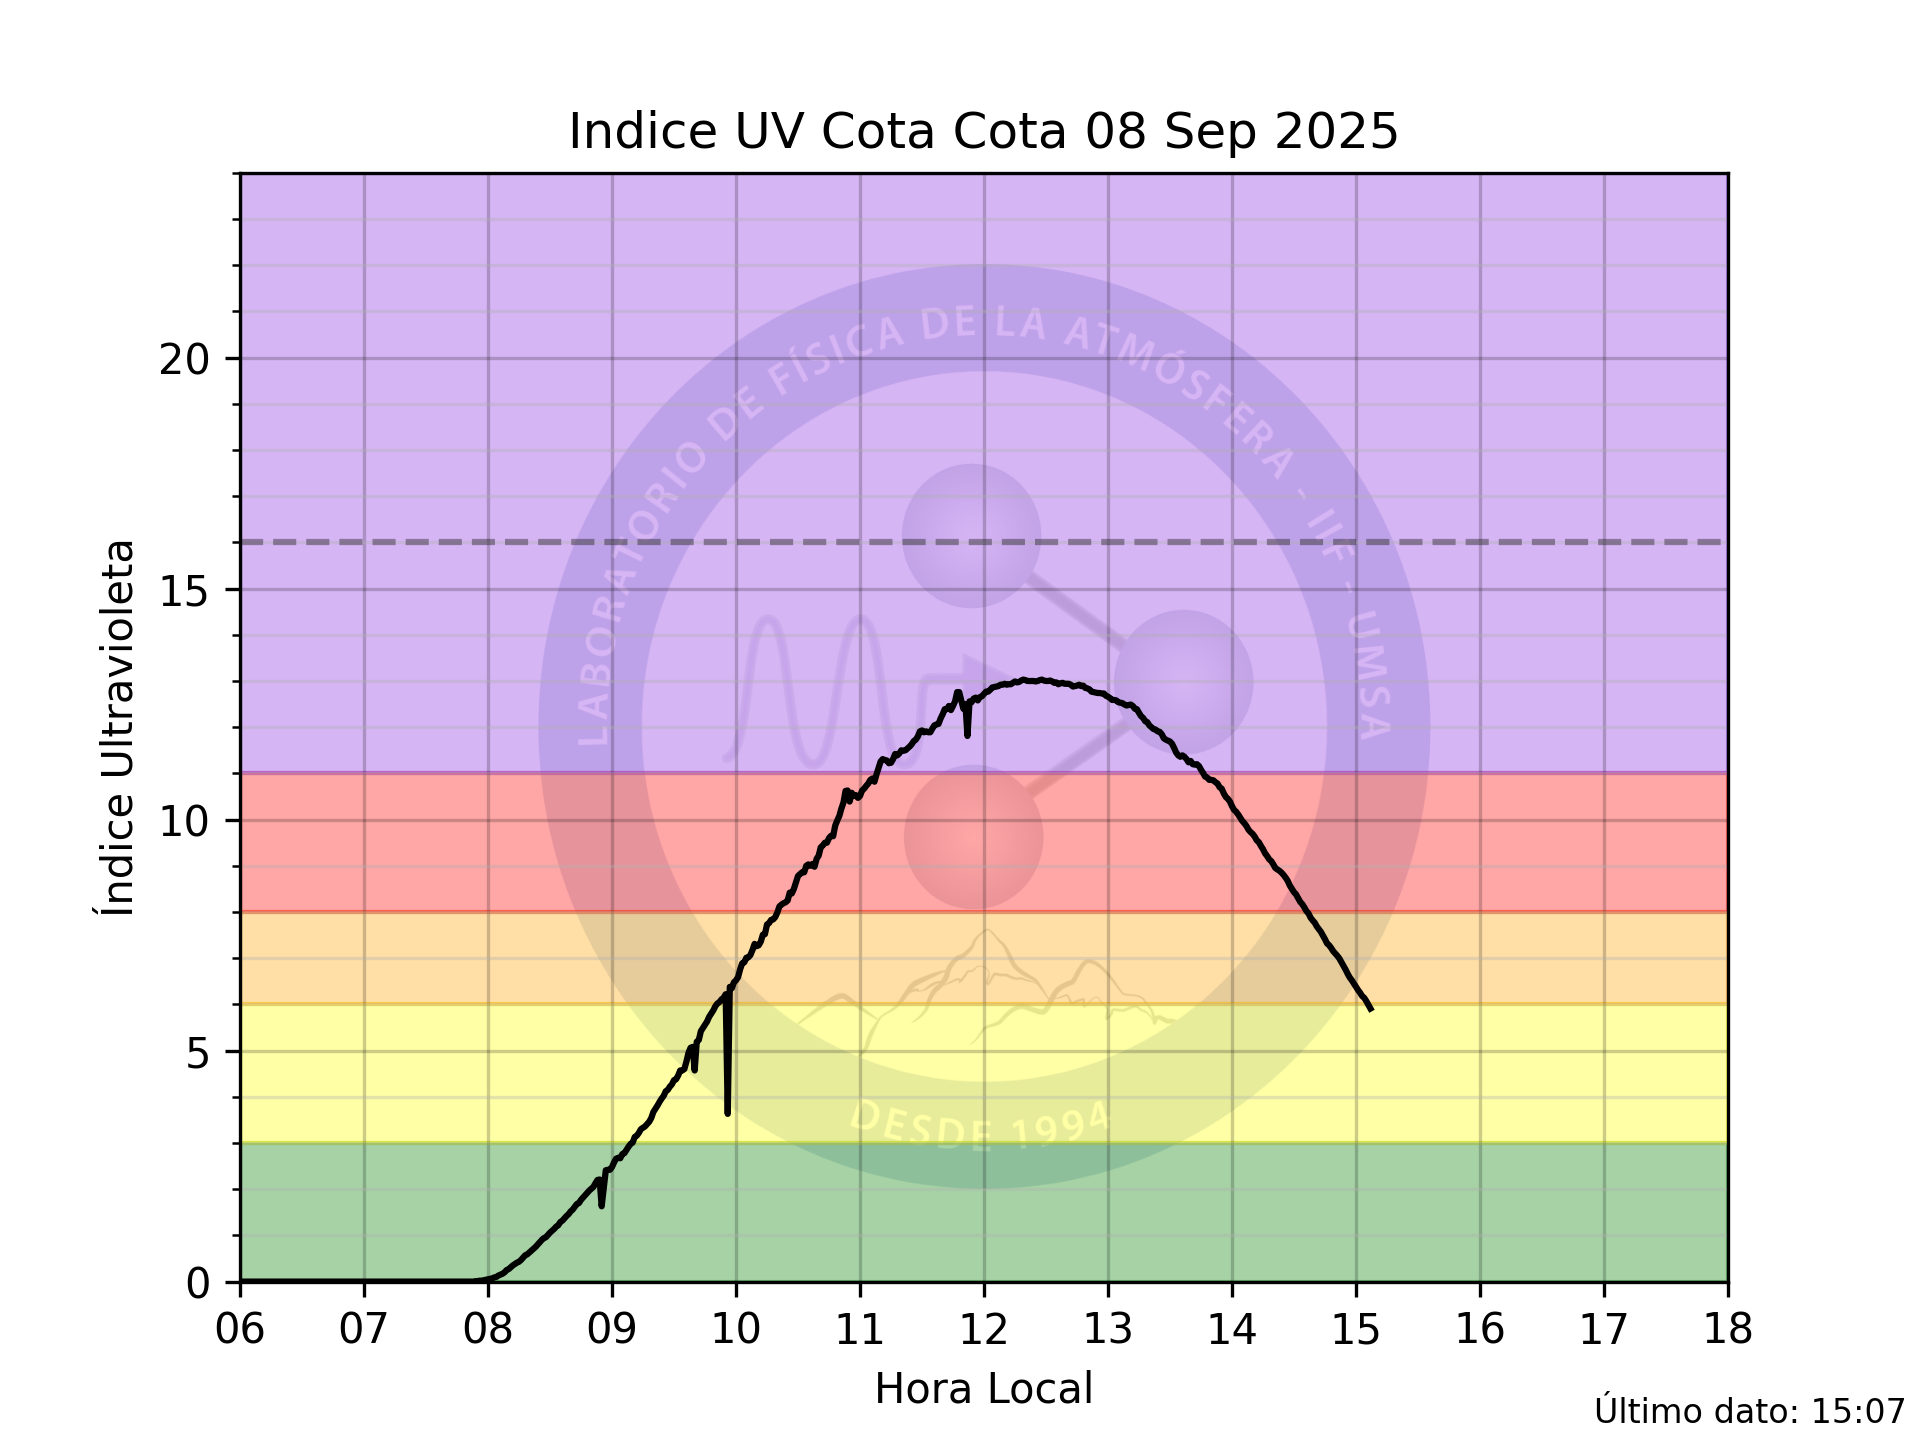 Indice UV Cota Cota 08 Sep 2025
Índice Ultravioleta
20
15
10
5
0
LABORATORIO DE FÍSICA DE LA ATMÓSFERA - IIF - UMSA
DESDE 1994
06 07 08 09 10 11 12 13 14 15 16 17 18
Hora Local
Último dato: 15:07